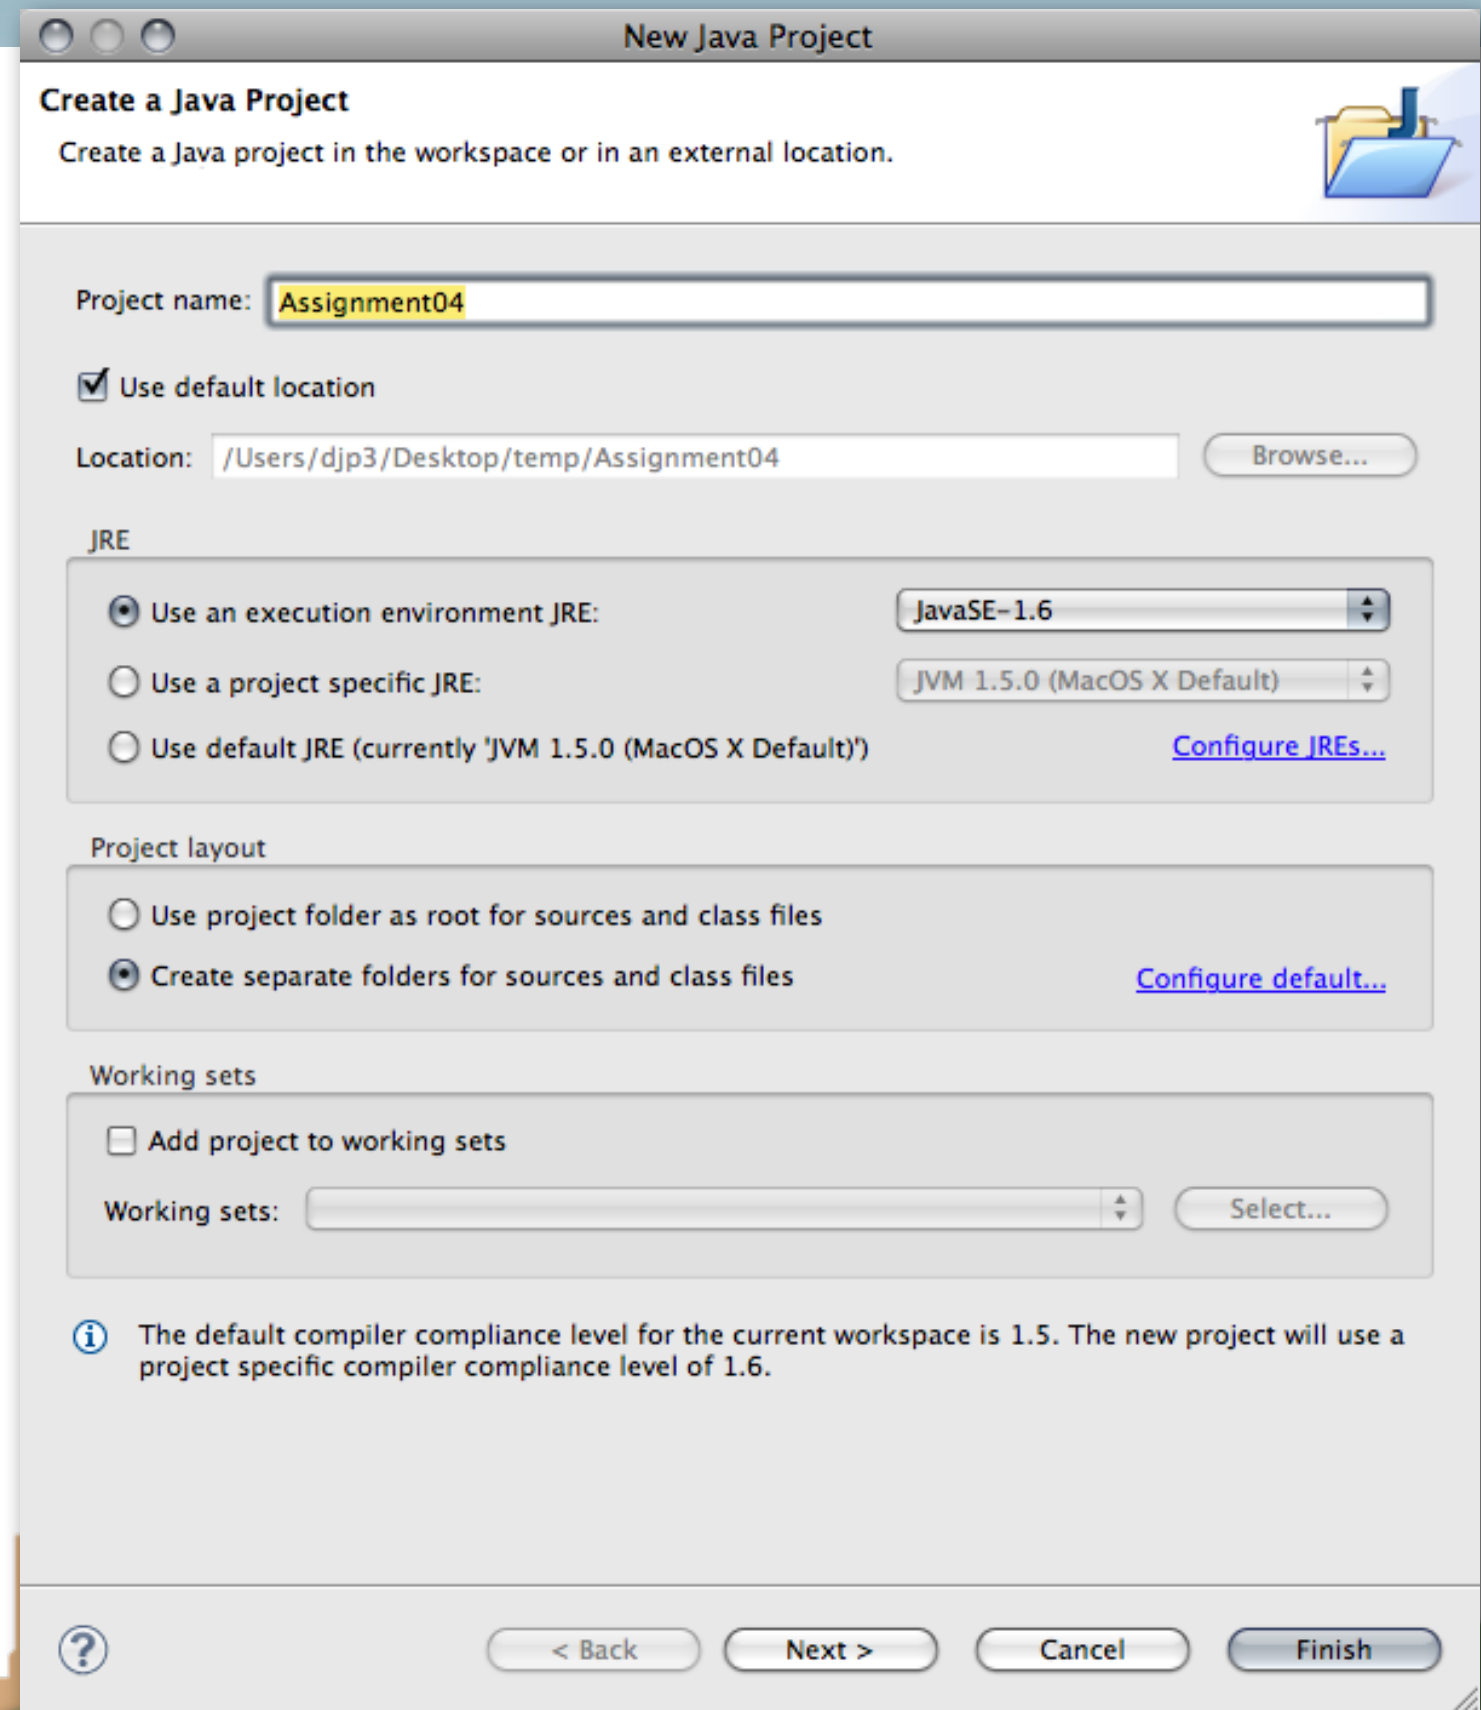 New Java Project
Create a Java Project
Create a Java project in the workspace or in an external location.
Project name: Assignment04
Use default location
Location: /Users/djp3/Desktop/temp/Assignment04 Browse...
JRE
Use an execution environment JRE: JavaSE-1.6
Use a project specific JRE: JVM 1.5.0 (MacOS X Default)
Use default JRE (currently 'JVM 1.5.0 (MacOS X Default)') Configure JREs...
Project layout
Use project folder as root for sources and class files
Create separate folders for sources and class files Configure default...
Working sets
Add project to working sets
Working sets: Select...
The default compiler compliance level for the current workspace is 1.5. The new project will use a
project specific compiler compliance level of 1.6.
? < Back Next > Cancel Finish